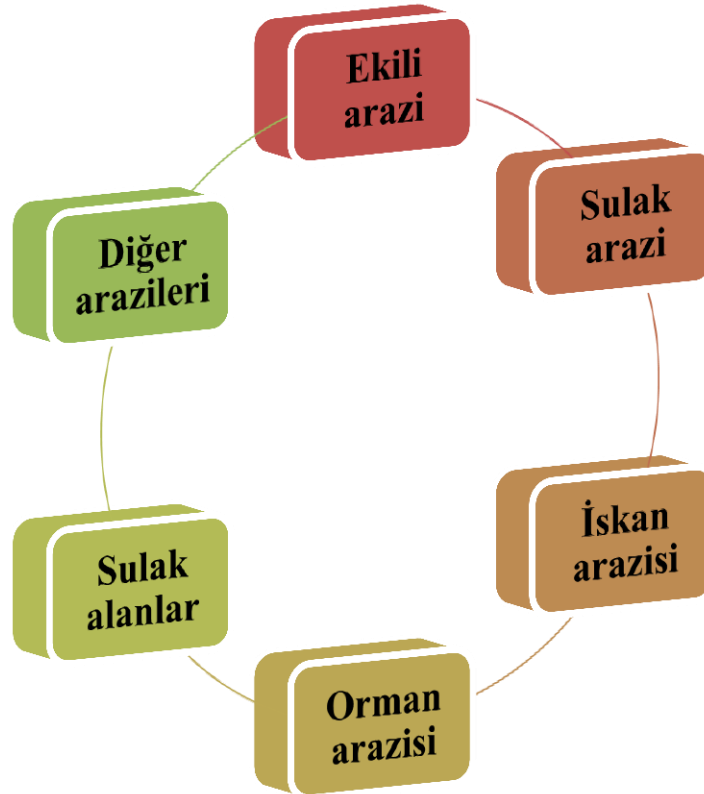 Ekili
arazi
Sulak
arazi
İskan
arazisi
Orman
arazisi
Sulak
alanlar
Diğer
arazileri